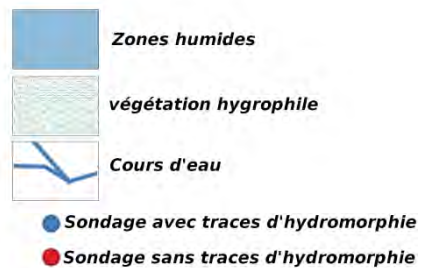 Zones humides
végétation hygrophile
Cours d'eau
Sondage avec traces d'hydromorphie
Sondage sans traces d'hydromorphie